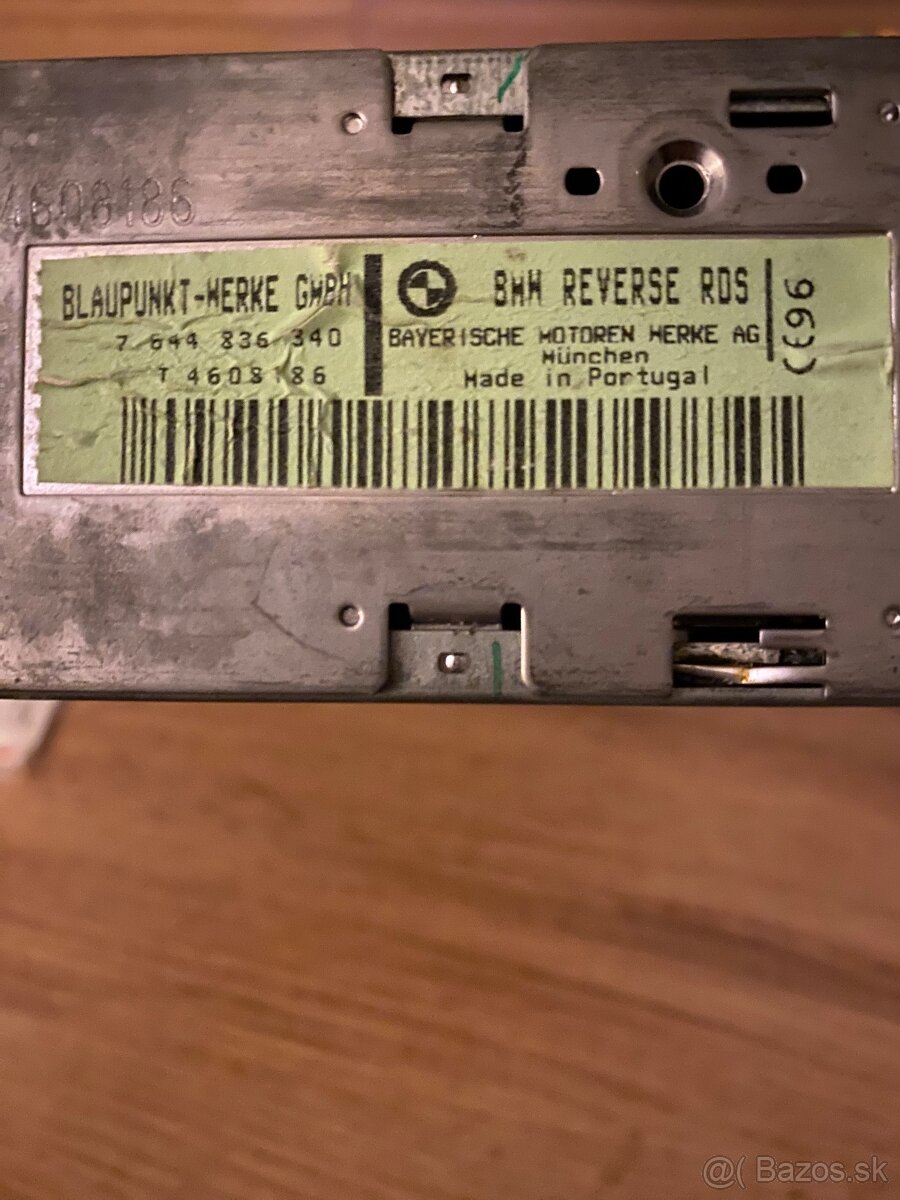 4608186
BLAUPUNKT-WERKE GMBH
7 644 836 340
T 4608186
BMW REVERSE RDS
BAYERISCHE MOTOREN WERKE AG
München
Made in Portugal
CE96
@( Bazos.sk